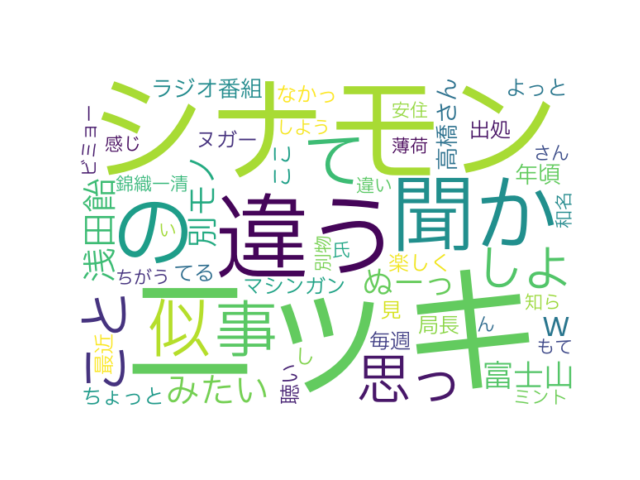 シナモン
ラジオ番組
なかっ
しよう
安住
高橋さん
よっと
ビミョー
感じ
ヌガー
ここ
て
薄荷
出処
さん
年頃
和名
浅田飴
錦織一清
の
い
別モノ
違う
違い
聞か
ちがう
てる
別物
氏
楽しく
ぬーっ
しよ
マシンガン
ニッキ
こと
似
事
見
局長
ん
w
知ら
もて
最近
みたい
し
聴い
毎週
思っ
富士山
ちょっと
ミント